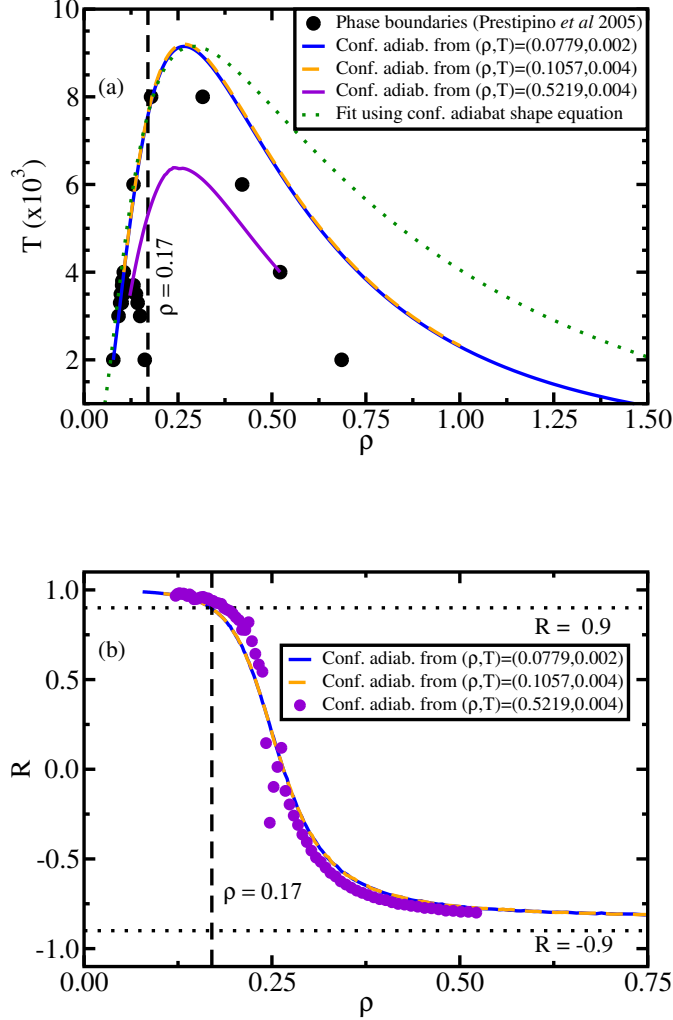 10
8
6
4
2
T (x10³)
(a)
Phase boundaries (Prestipino et al 2005)
Conf. adiab. from (ρ,T)=(0.0779,0.002)
Conf. adiab. from (ρ,T)=(0.1057,0.004)
Conf. adiab. from (ρ,T)=(0.5219,0.004)
Fit using conf. adiabat shape equation
ρ = 0.17
0.00 0.25 0.50 0.75 1.00 1.25 1.50
ρ
1.0
0.5
0.0
-0.5
-1.0
R
R = 0.9
(b)
Conf. adiab. from (ρ,T)=(0.0779,0.002)
Conf. adiab. from (ρ,T)=(0.1057,0.004)
Conf. adiab. from (ρ,T)=(0.5219,0.004)
ρ = 0.17
R = -0.9
0.00 0.25 0.50 0.75
ρ